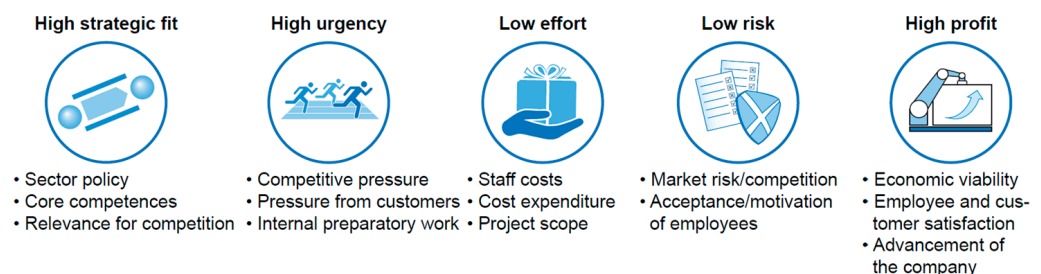 High strategic fit
• Sector policy
• Core competences
• Relevance for competition
High urgency
• Competitive pressure
• Pressure from customers
• Internal preparatory work
Low effort
• Staff costs
• Cost expenditure
• Project scope
Low risk
• Market risk/competition
• Acceptance/motivation
of employees
High profit
• Economic viability
• Employee and cus-
tomer satisfaction
• Advancement of
the company